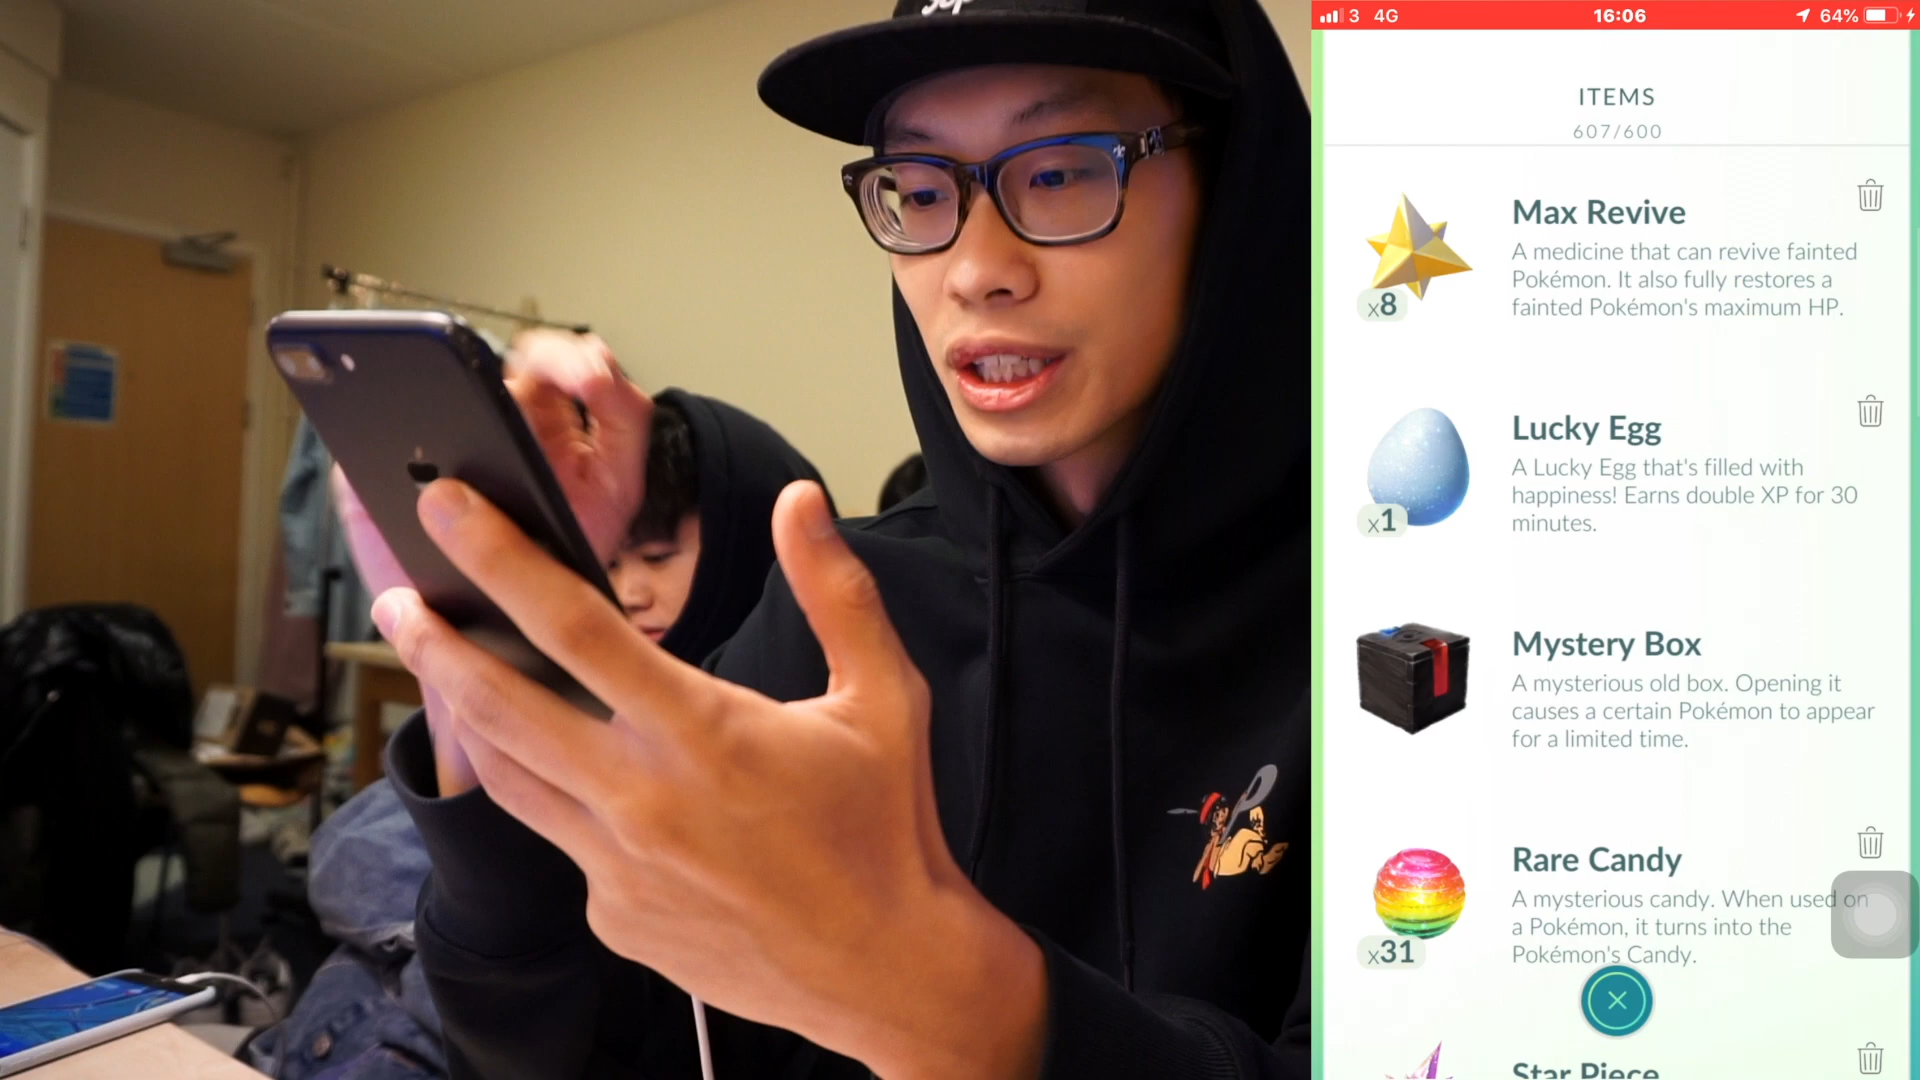 3 4G 16:06 64%
ITEMS
607/600
Max Revive
A medicine that can revive fainted
Pokémon. It also fully restores a
fainted Pokémon's maximum HP.
x8
Lucky Egg
A Lucky Egg that's filled with
happiness! Earns double XP for 30
minutes.
x1
Mystery Box
A mysterious old box. Opening it
causes a certain Pokémon to appear
for a limited time.
Rare Candy
A mysterious candy. When used on
a Pokémon, it turns into the
Pokémon's Candy.
x31
Star Piece